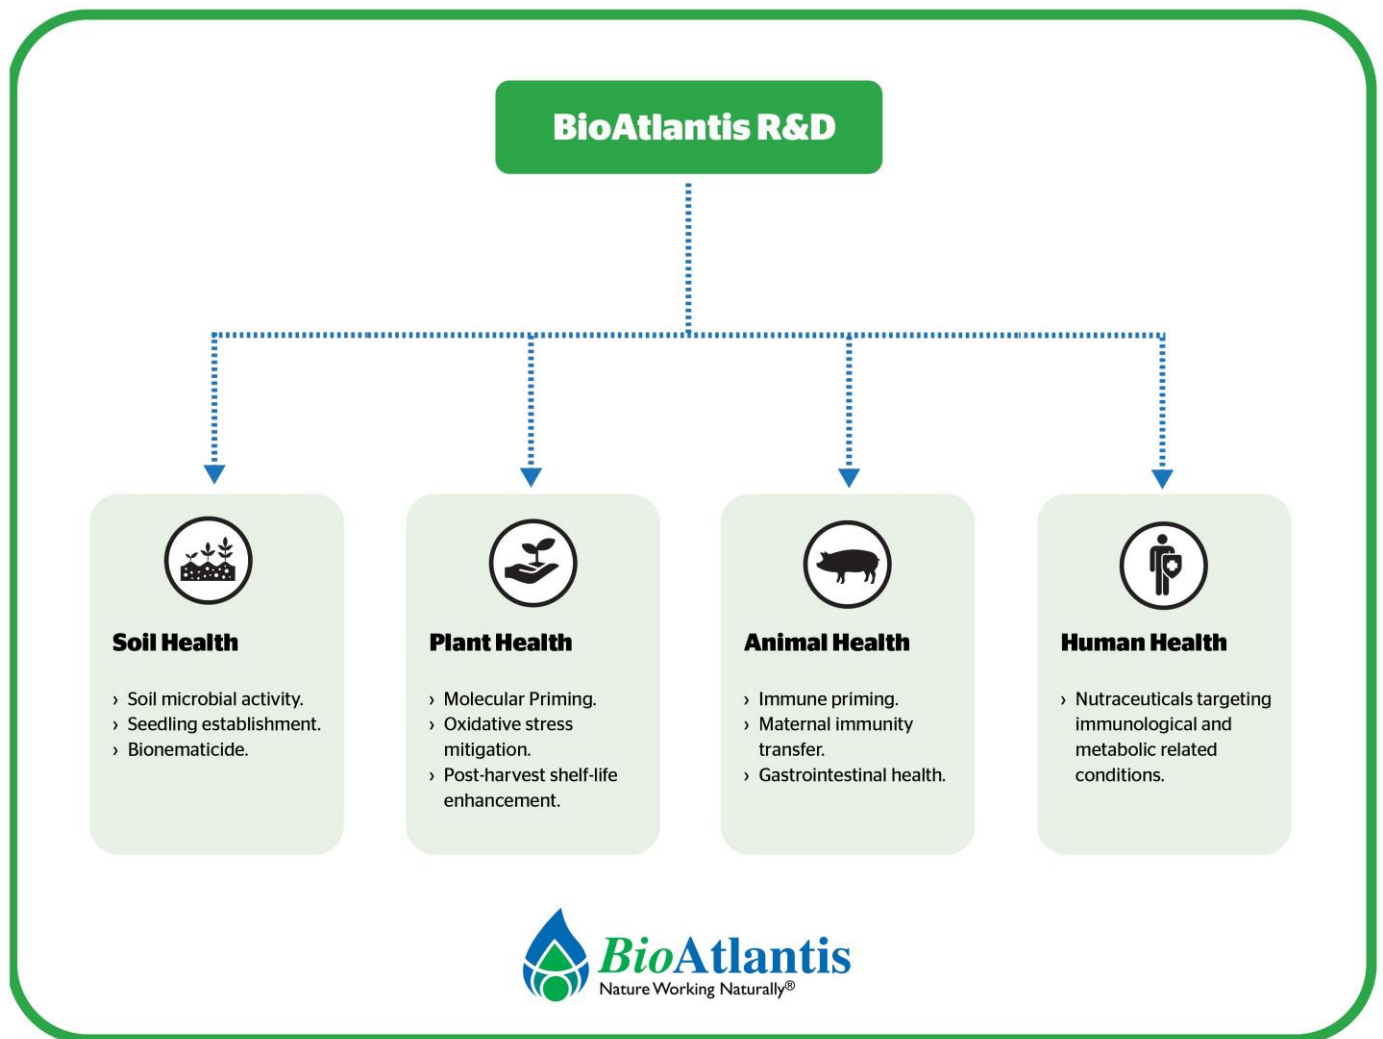 BioAtlantis R&D
Soil Health
› Soil microbial activity.
› Seedling establishment.
› Bionematicide.
Plant Health
› Molecular Priming.
› Oxidative stress
mitigation.
› Post-harvest shelf-life
enhancement.
Animal Health
› Immune priming.
› Maternal immunity
transfer.
› Gastrointestinal health.
Human Health
› Nutraceuticals targeting
immunological and
metabolic related
conditions.
BioAtlantis
Nature Working Naturally®